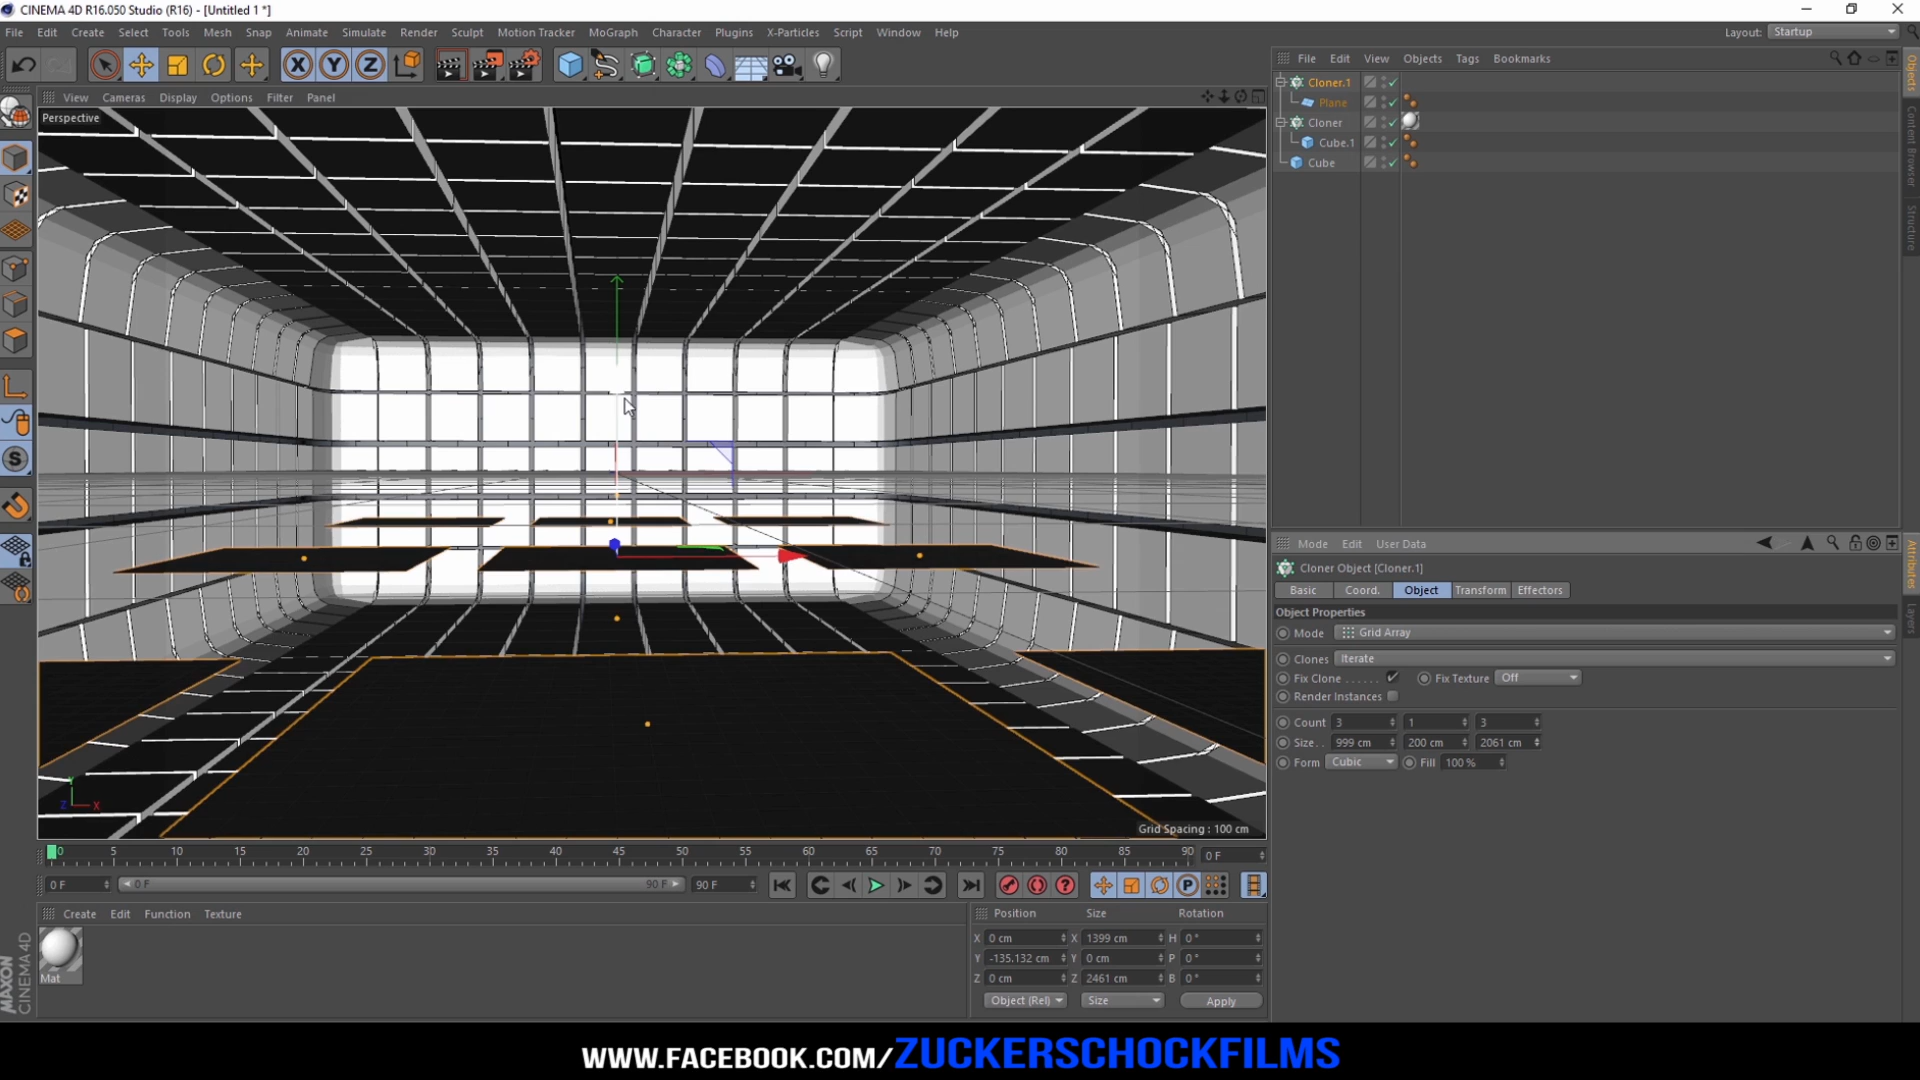 CINEMA 4D R16.050 Studio (R16) - [Untitled 1 *]
File Edit Create Select Tools Mesh Snap Animate Simulate Render Sculpt Motion Tracker MoGraph Character Plugins X-Particles Script Window Help
Layout: Startup
X Y Z
View Cameras Display Options Filter Panel
Perspective
File Edit View Objects Tags Bookmarks
Cloner.1
Plane
Cloner
Cube.1
Cube
Objects
Content Browser
Structure
Mode Edit User Data
Cloner Object [Cloner.1]
Basic Coord. Object Transform Effectors
Object Properties
Mode Grid Array
Clones Iterate
Fix Clone . . . . . . Fix Texture Off
Render Instances
Count 3 1 3
Size . . 999 cm 200 cm 2061 cm
Form Cubic Fill 100 %
Attributes
Layers
Y
Z X
Grid Spacing : 100 cm
0 5 10 15 20 25 30 35 40 45 50 55 60 65 70 75 80 85 90 0 F
0 F 0 F 90 F 90 F
Create Edit Function Texture
Mat
MAXON
CINEMA 4D
Position Size Rotation
X 0 cm X 1399 cm H 0 °
Y -135.132 cm Y 0 cm P 0 °
Z 0 cm Z 2461 cm B 0 °
Object (Rel) Size Apply
WWW.FACEBOOK.COM/ZUCKERSCHOCKFILMS